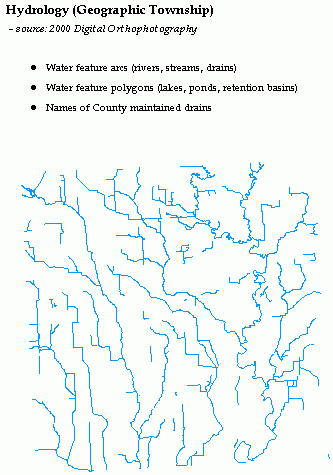 Hydrology (Geographic Township)
- source: 2000 Digital Orthophotography
• Water feature arcs (rivers, streams, drains)
• Water feature polygons (lakes, ponds, retention basins)
• Names of County maintained drains